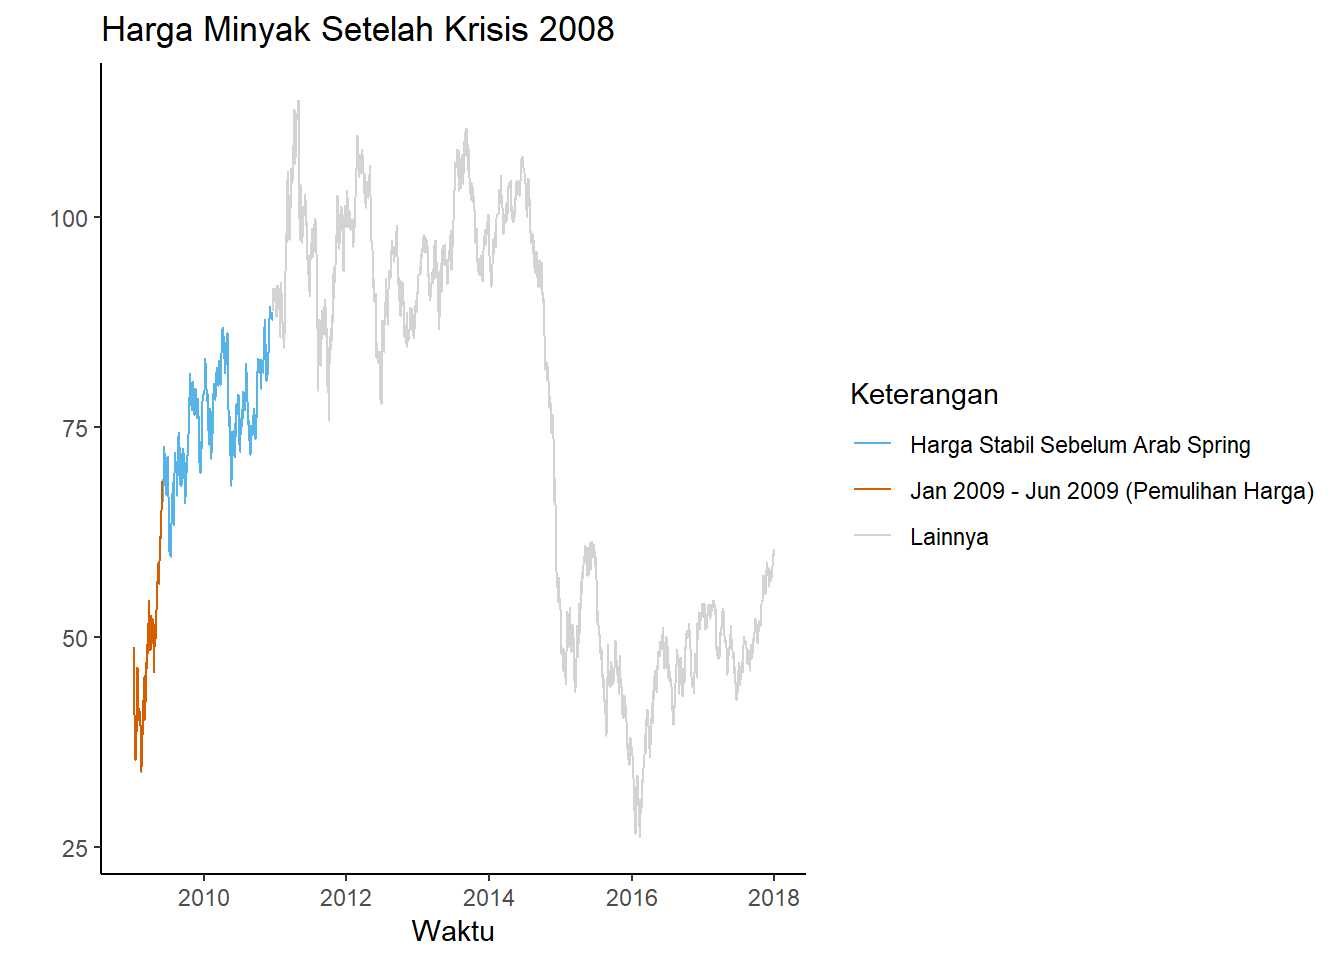 Harga Minyak Setelah Krisis 2008
100
75
50
25
2010
2012
2014
2016
2018
Waktu
Keterangan
Harga Stabil Sebelum Arab Spring
Jan 2009 - Jun 2009 (Pemulihan Harga)
Lainnya